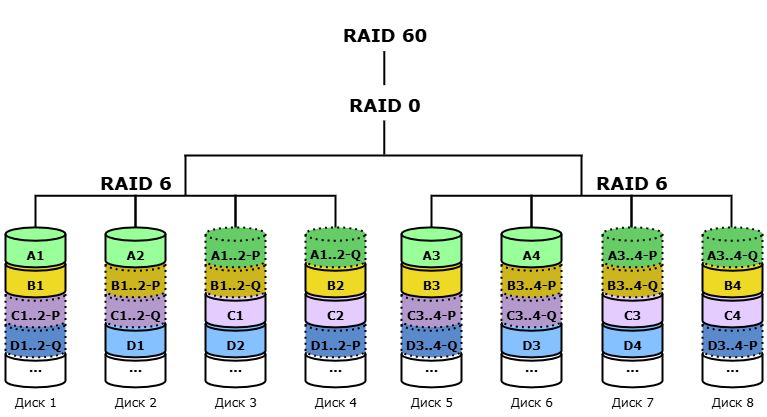 RAID 60
RAID 0
RAID 6 RAID 6
A1 A2 A1..2-P A1..2-Q A3 A4 A3..4-P A3..4-Q
B1 B1..2-P B1..2-Q B2 B3 B3..4-P B3..4-Q B4
C1..2-P C1..2-Q C1 C2 C3..4-P C3..4-Q C3 C4
D1..2-Q D1 D2 D1..2-P D3..4-Q D3 D4 D3..4-P
... ... ... ... ... ... ... ...
Диск 1 Диск 2 Диск 3 Диск 4 Диск 5 Диск 6 Диск 7 Диск 8